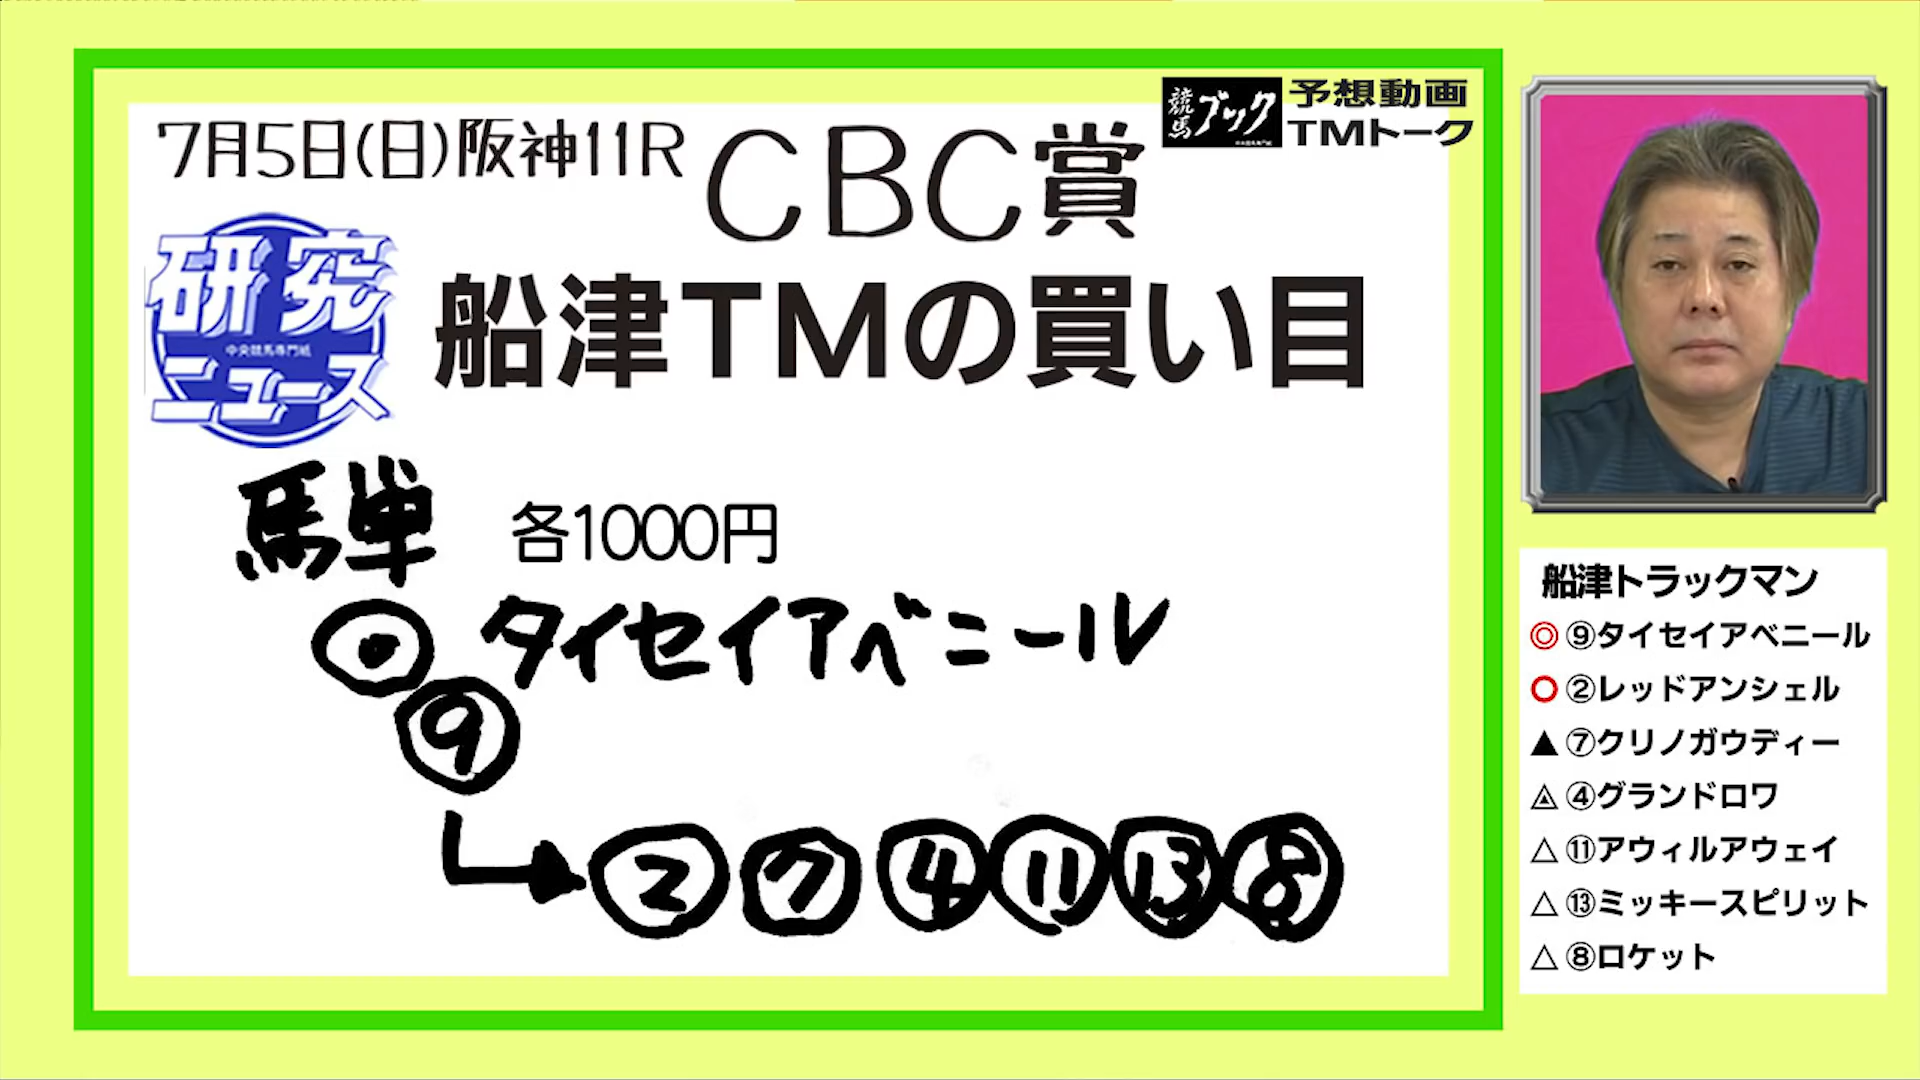 7月5日(日)阪神11R CBC賞
競馬ブック 予想動画
TMトーク
研究
中央競馬専門紙
ニュース
船津TMの買い目
馬単 各1000円
◎ タイセイアベニール
⑨
→ ② ⑦ ④ ⑪ ⑬ ⑧
船津トラックマン
◎⑨タイセイアベニール
○②レッドアンシェル
▲⑦クリノガウディー
◬④グランドロワ
△⑪アウィルアウェイ
△⑬ミッキースピリット
△⑧ロケット